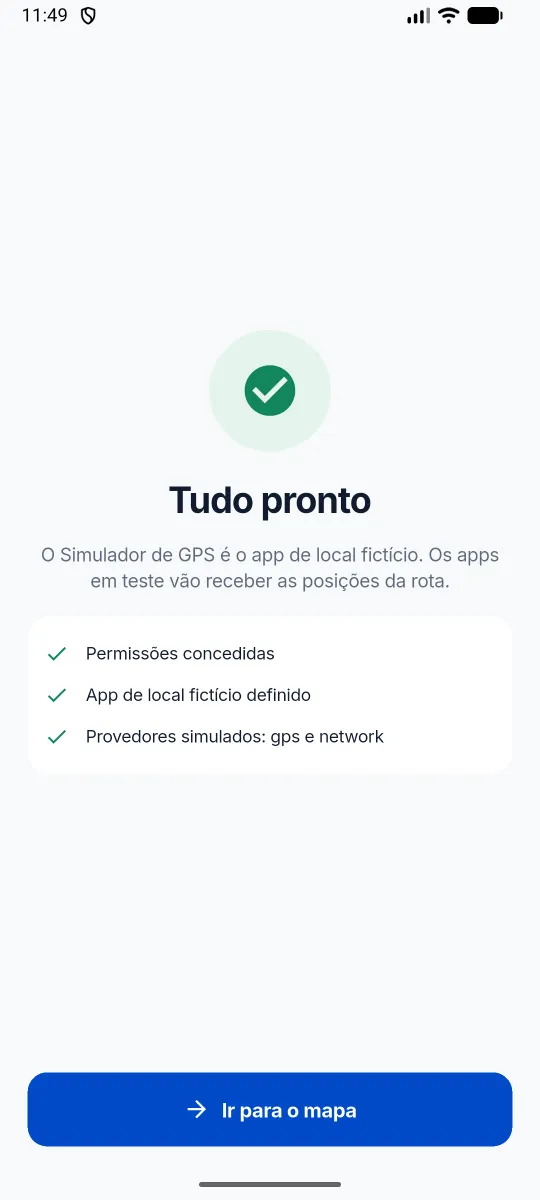 11:49
Tudo pronto
O Simulador de GPS é o app de local fictício. Os apps
em teste vão receber as posições da rota.
Permissões concedidas
App de local fictício definido
Provedores simulados: gps e network
Ir para o mapa